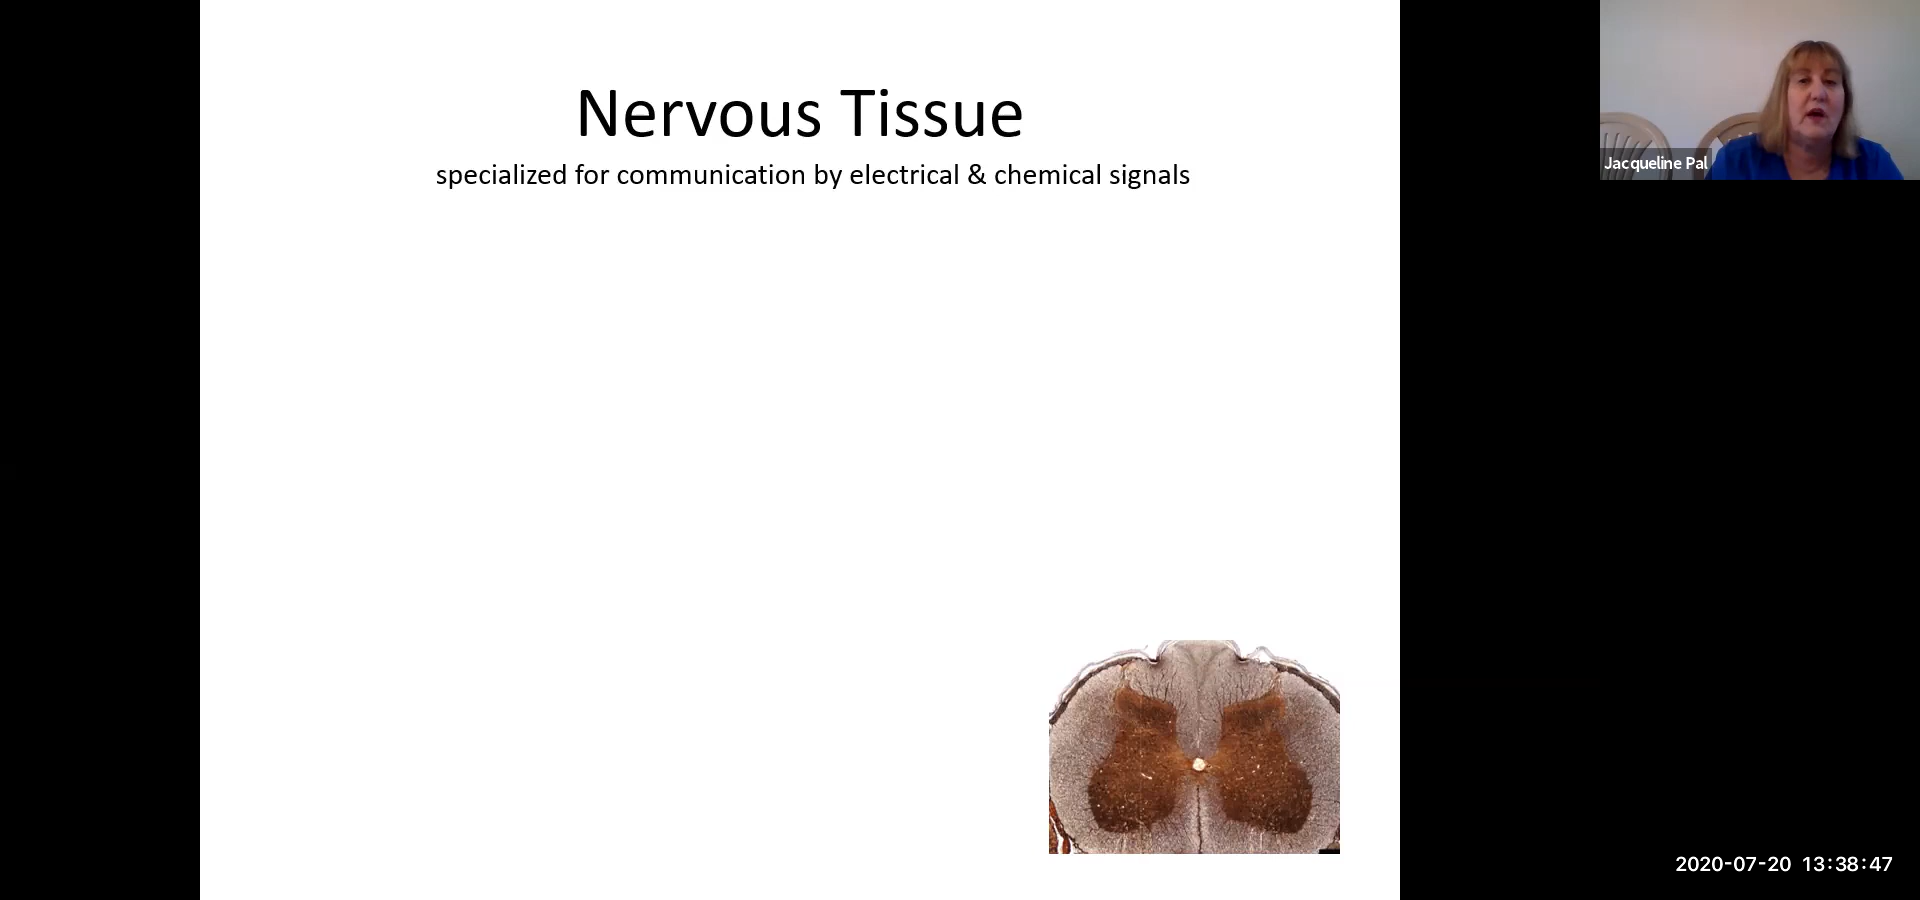 Nervous Tissue
specialized for communication by electrical & chemical signals
Jacqueline Pal
2020-07-20 13:38:47